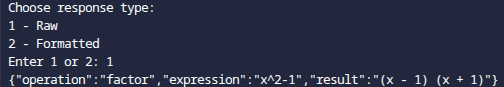 Choose response type:
1 - Raw
2 - Formatted
Enter 1 or 2: 1
{"operation":"factor","expression":"x^2-1","result":"(x - 1) (x + 1)"}